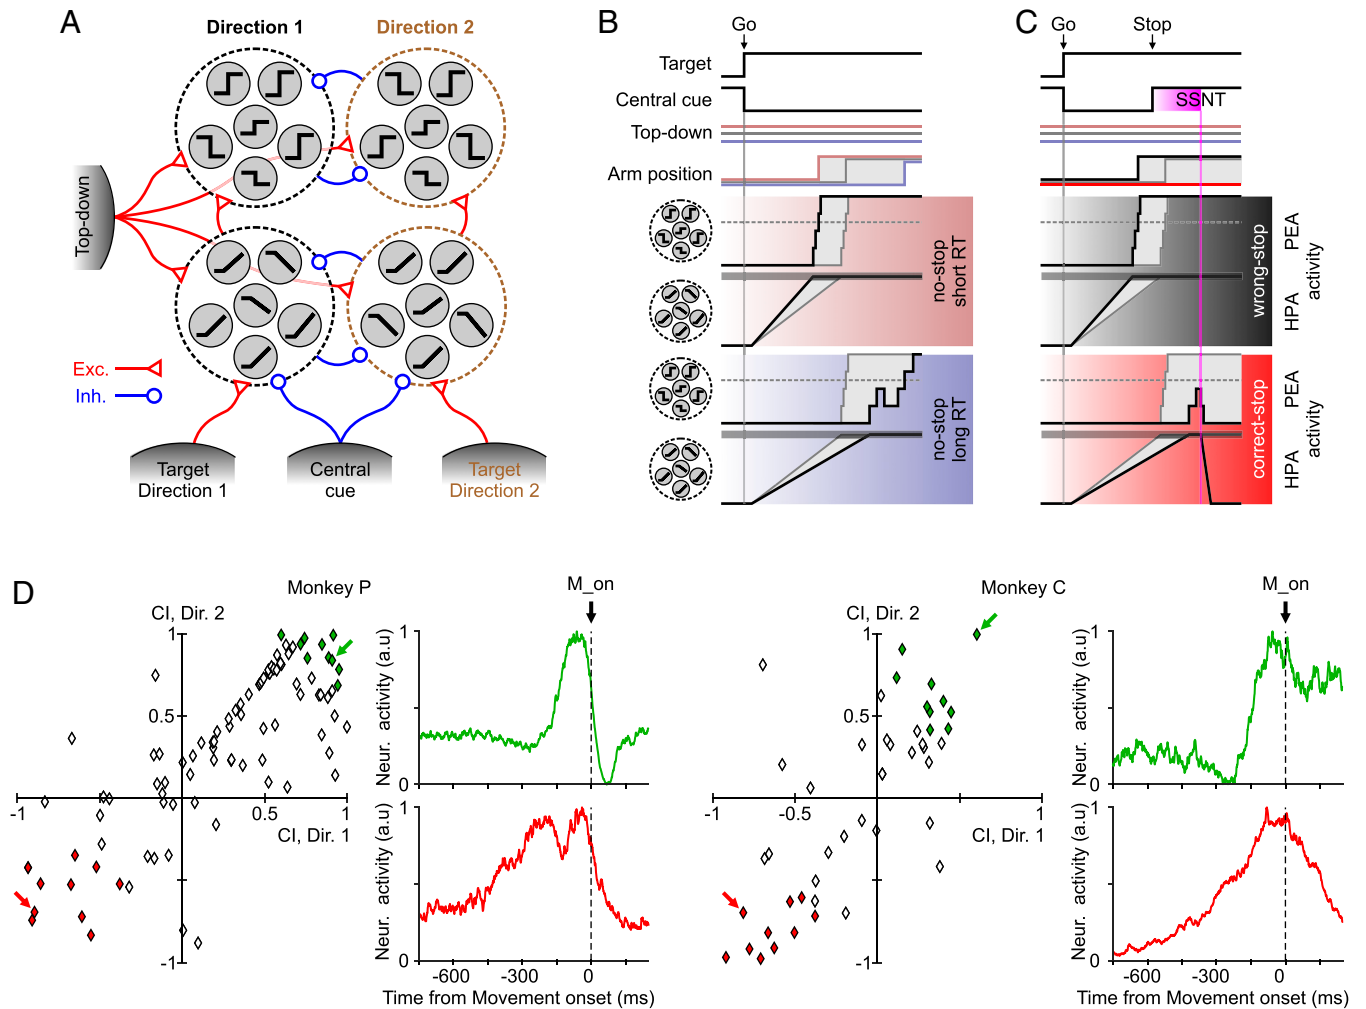 A
Direction 1
Direction 2
Top-down
Exc.
Inh.
Target
Direction 1
Central
cue
Target
Direction 2
B
Go
Target
Central cue
Top-down
Arm position
no-stop
short RT
no-stop
long RT
C
Go
Stop
SSNT
wrong-stop
PEA
HPA
activity
correct-stop
PEA
HPA
activity
D
Monkey P
CI, Dir. 2
1
0.5
-1
0.5
1
CI, Dir. 1
-1
M_on
Neur. activity (a.u)
1
0
Neur. activity (a.u)
1
0
-600
-300
0
Time from Movement onset (ms)
Monkey C
CI, Dir. 2
1
0.5
-1
-0.5
1
CI, Dir. 1
-1
M_on
Neur. activity (a.u)
1
0
Neur. activity (a.u)
1
0
-600
-300
0
Time from Movement onset (ms)